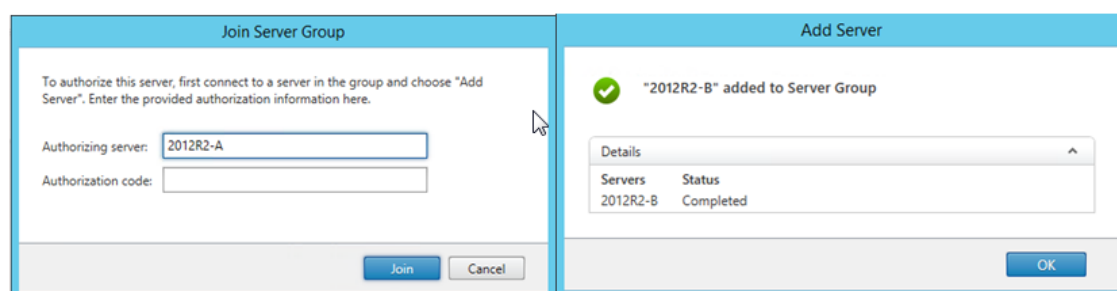 Join Server Group
To authorize this server, first connect to a server in the group and choose "Add
Server". Enter the provided authorization information here.
Authorizing server: 2012R2-A
Authorization code:
Join Cancel
Add Server
"2012R2-B" added to Server Group
Details
Servers Status
2012R2-B Completed
OK